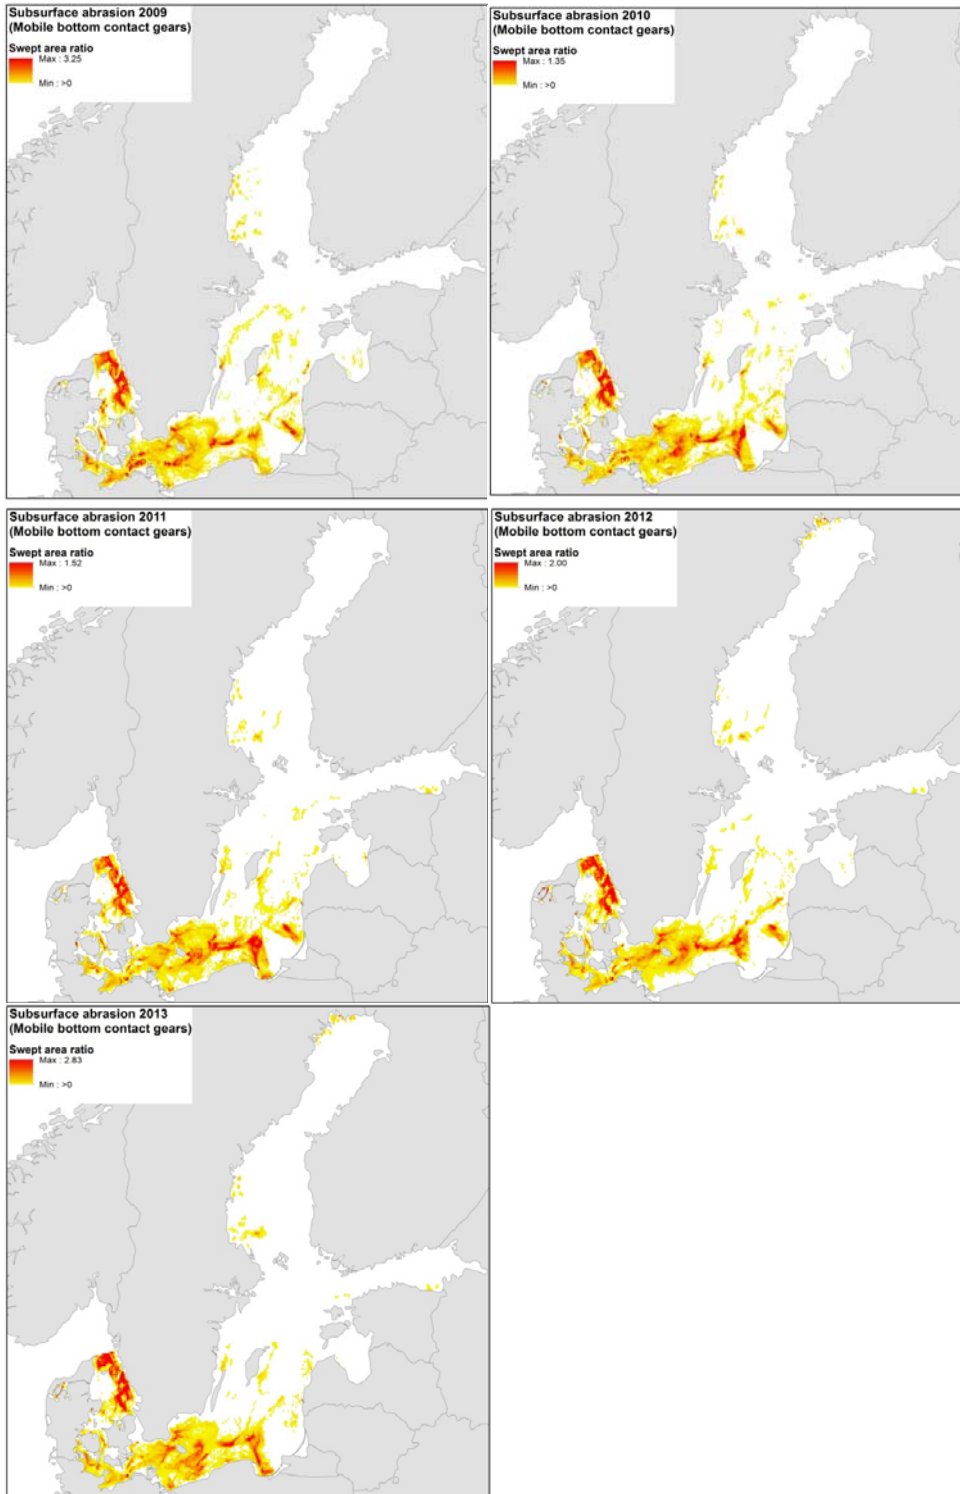 Subsurface abrasion 2009
(Mobile bottom contact gears)
Swept area ratio
Max : 3.25
Min : >0
Subsurface abrasion 2010
(Mobile bottom contact gears)
Swept area ratio
Max : 1.35
Min : >0
Subsurface abrasion 2011
(Mobile bottom contact gears)
Swept area ratio
Max : 1.52
Min : >0
Subsurface abrasion 2012
(Mobile bottom contact gears)
Swept area ratio
Max : 2.00
Min : >0
Subsurface abrasion 2013
(Mobile bottom contact gears)
Swept area ratio
Max : 2.83
Min : >0